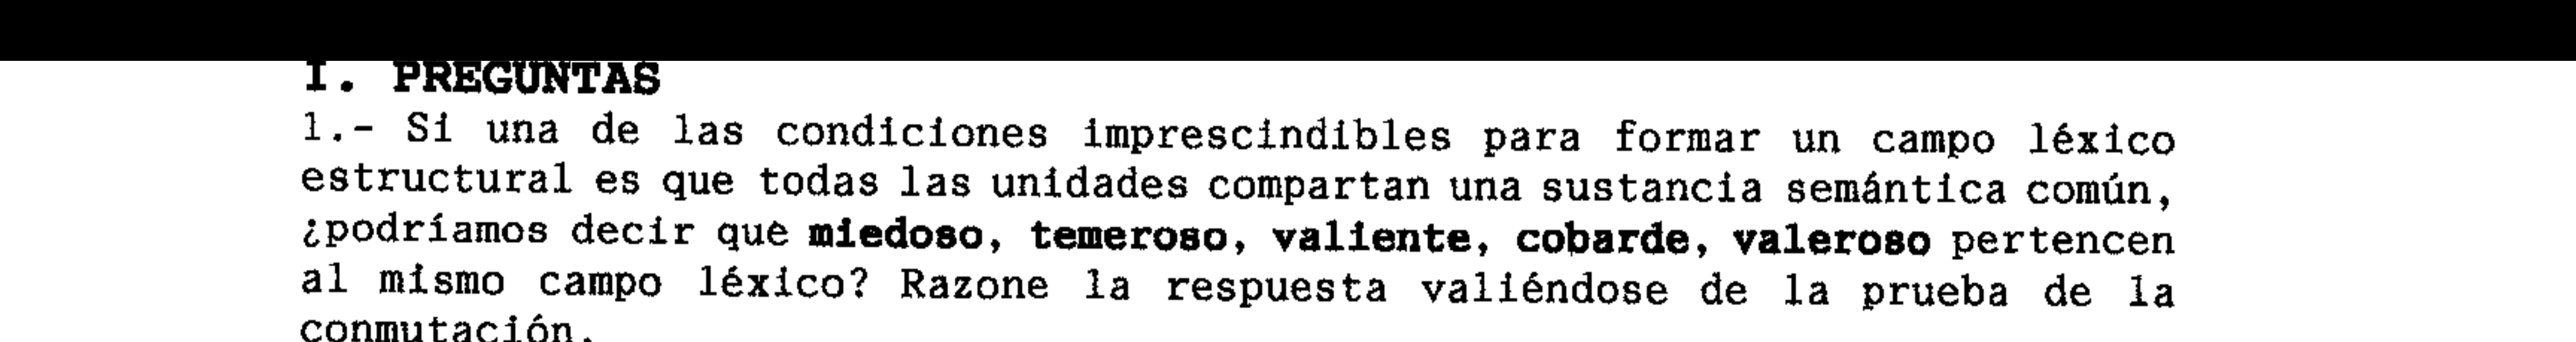 I. PREGUNTAS
1.- Si una de las condiciones imprescindibles para formar un campo léxico
estructural es que todas las unidades compartan una sustancia semántica común,
¿podríamos decir que miedoso, temeroso, valiente, cobarde, valeroso pertencen
al mismo campo léxico? Razone la respuesta valiéndose de la prueba de la
conmutación.